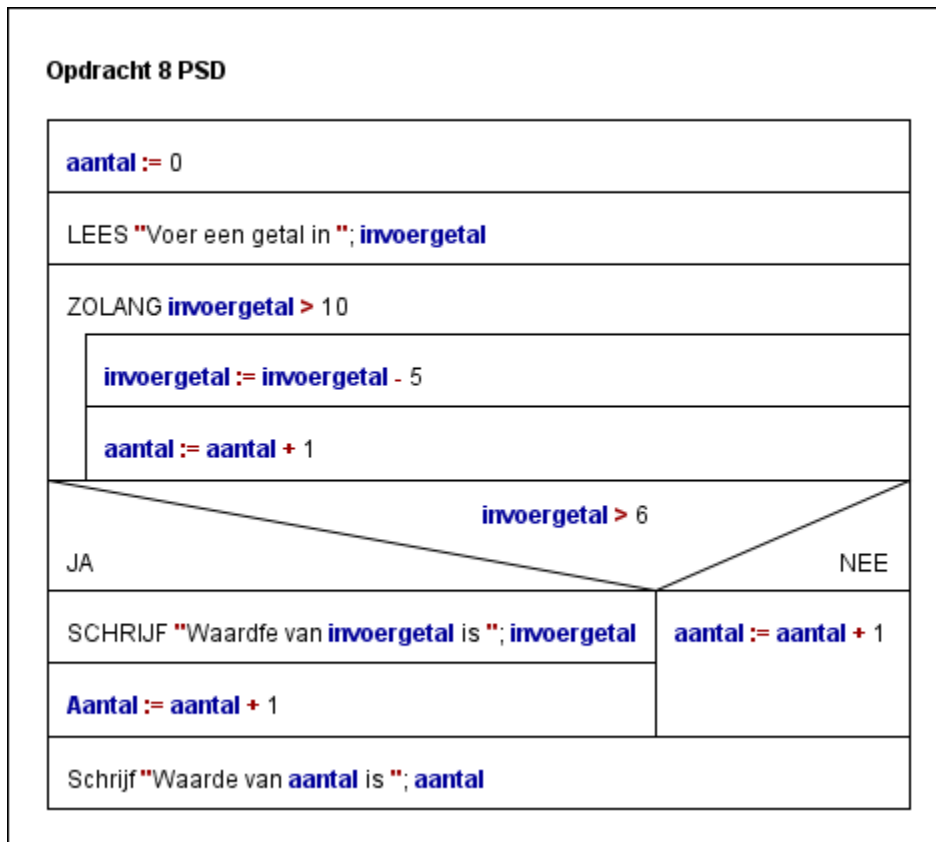 Opdracht 8 PSD
aantal := 0
LEES "Voer een getal in "; invoergetal
ZOLANG invoergetal > 10
invoergetal := invoergetal - 5
aantal := aantal + 1
invoergetal > 6
JA
NEE
SCHRIJF "Waardfe van invoergetal is "; invoergetal
Aantal := aantal + 1
aantal := aantal + 1
Schrijf "Waarde van aantal is "; aantal